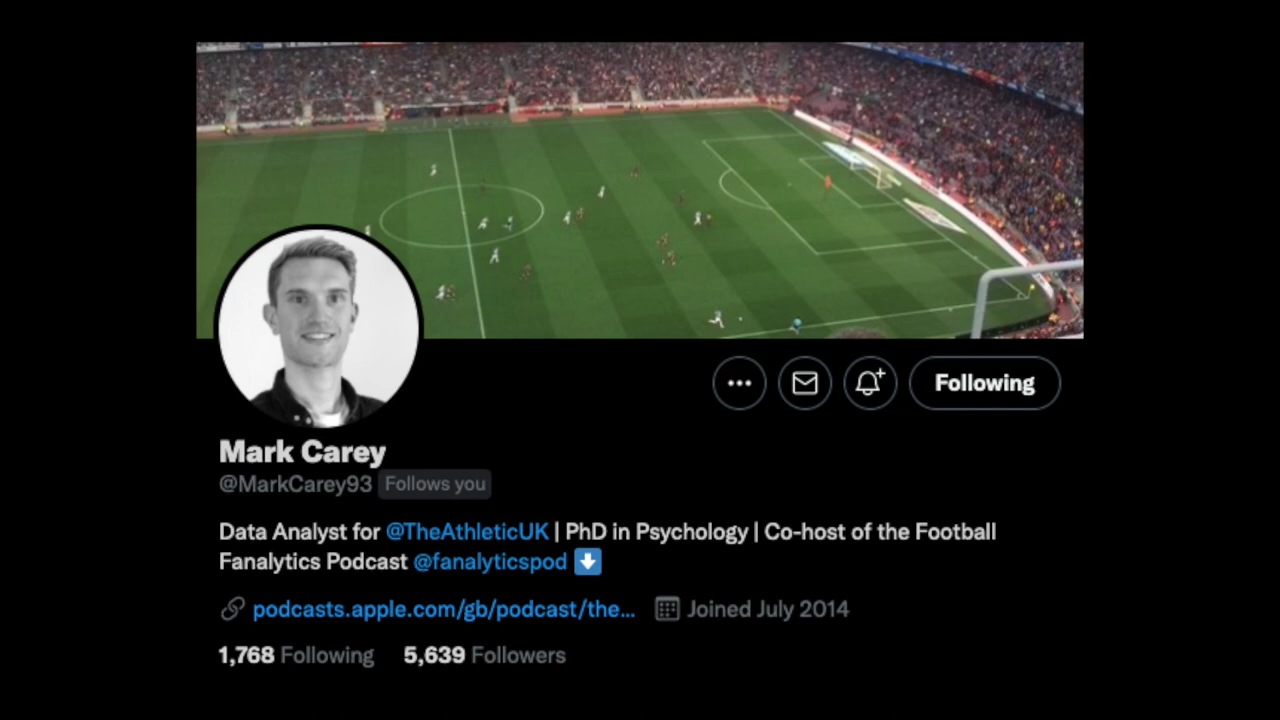 Following
Mark Carey
@MarkCarey93 Follows you
Data Analyst for @TheAthleticUK | PhD in Psychology | Co-host of the Football
Fanalytics Podcast @fanalyticspod ⬇️
podcasts.apple.com/gb/podcast/the... Joined July 2014
1,768 Following 5,639 Followers